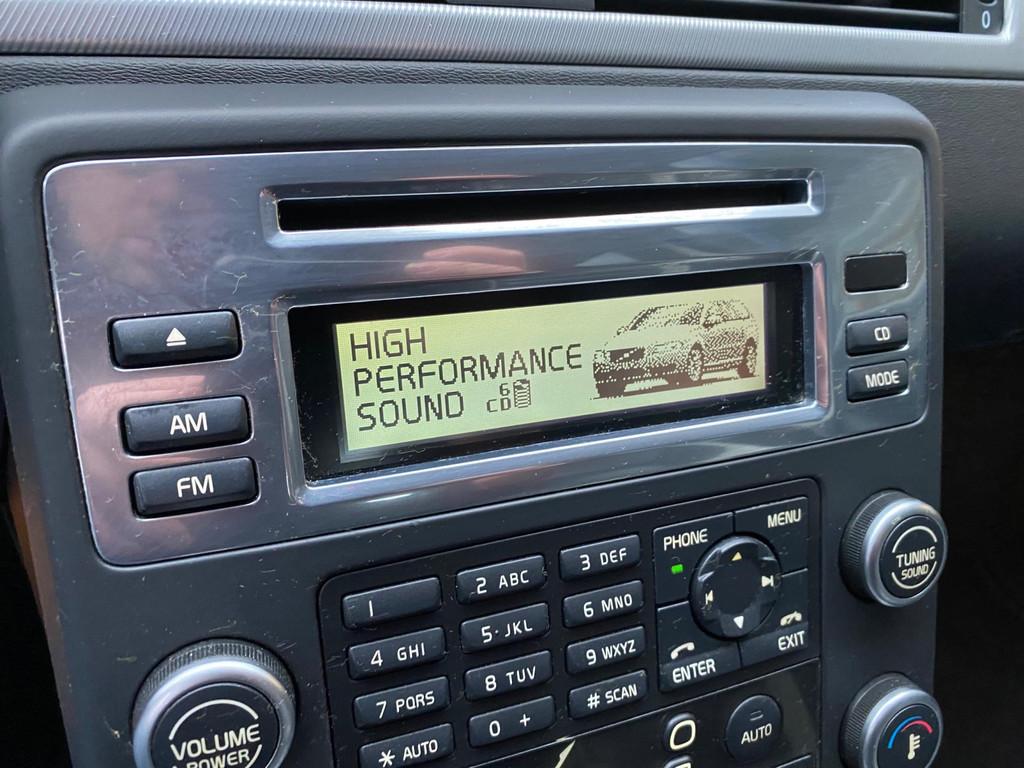 0
HIGH
PERFORMANCE
SOUND 6 CD
AM
FM
CD
MODE
1
2 ABC
3 DEF
4 GHI
5· JKL
6 MNO
7 PQRS
8 TUV
9 WXYZ
* AUTO
0 +
# SCAN
PHONE
MENU
ENTER
EXIT
TUNING
SOUND
VOLUME
POWER
AUTO